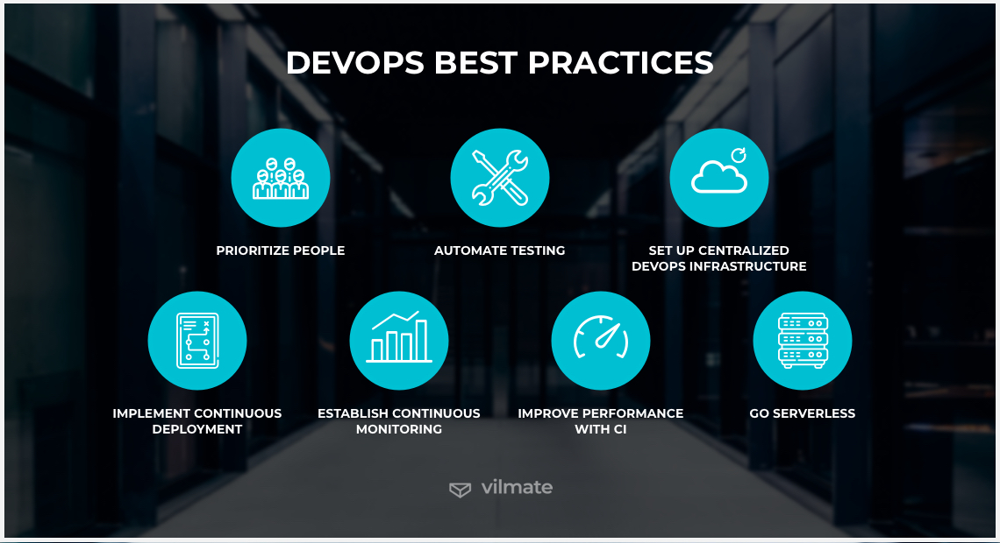 DEVOPS BEST PRACTICES
PRIORITIZE PEOPLE
AUTOMATE TESTING
SET UP CENTRALIZED
DEVOPS INFRASTRUCTURE
IMPLEMENT CONTINUOUS
DEPLOYMENT
ESTABLISH CONTINUOUS
MONITORING
IMPROVE PERFORMANCE
WITH CI
GO SERVERLESS
vilmate